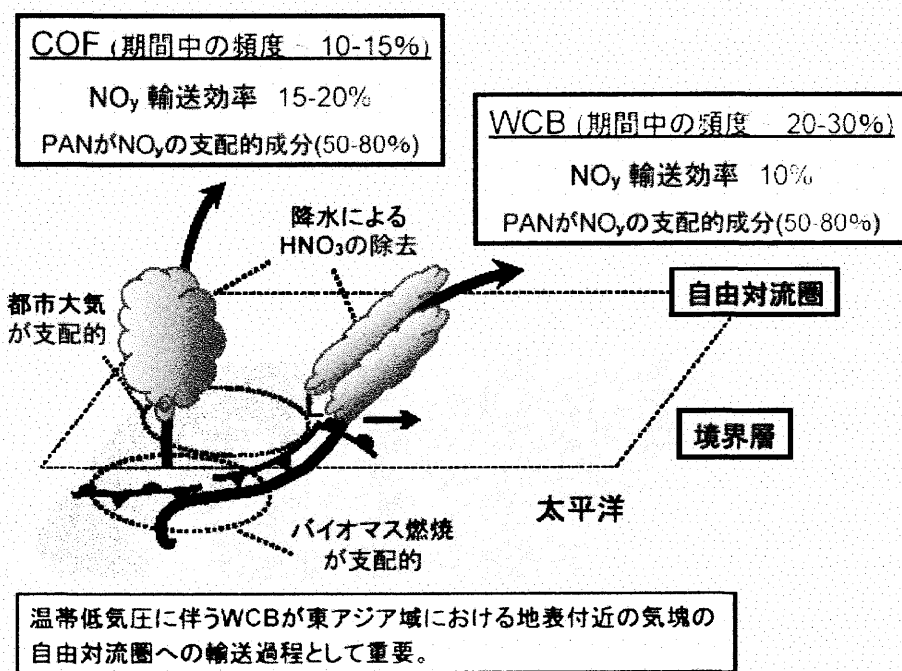 COF (期間中の頻度 10-15%)
NOy 輸送効率 15-20%
PANがNOyの支配的成分(50-80%)
WCB (期間中の頻度 20-30%)
NOy 輸送効率 10%
PANがNOyの支配的成分(50-80%)
降水による
HNO3の除去
都市大気
が支配的
自由対流圏
境界層
太平洋
バイオマス燃焼
が支配的
温帯低気圧に伴うWCBが東アジア域における地表付近の気塊の
自由対流圏への輸送過程として重要。